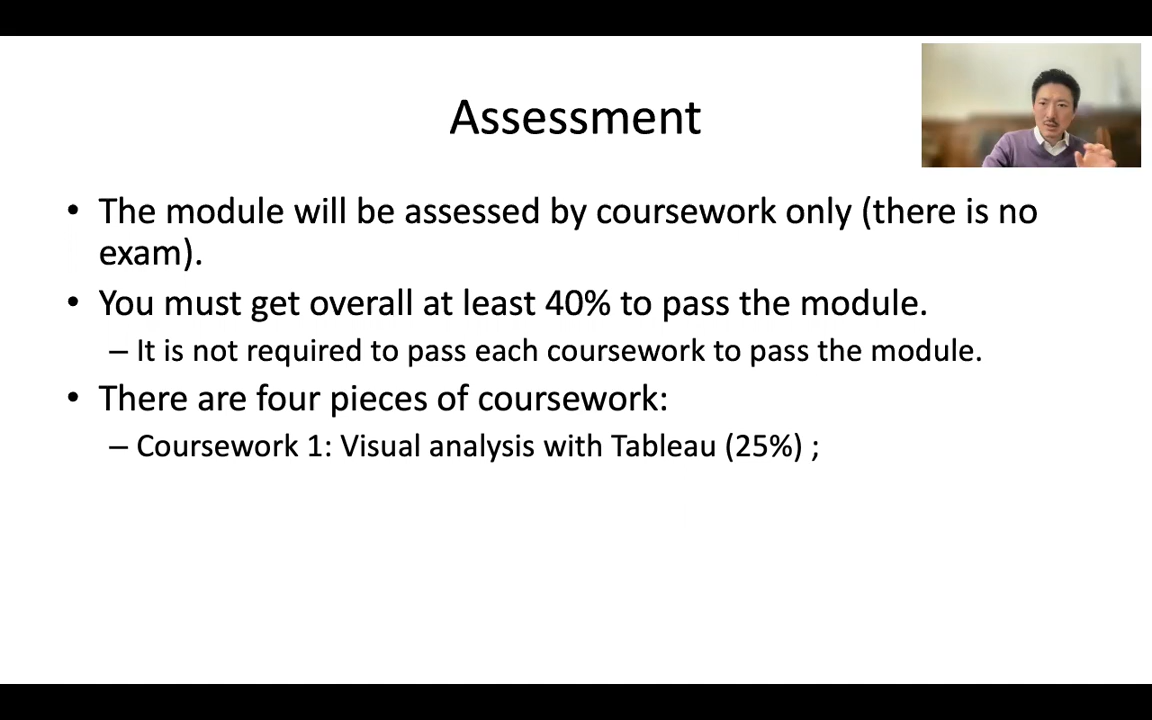 Assessment
• The module will be assessed by coursework only (there is no
exam).
• You must get overall at least 40% to pass the module.
– It is not required to pass each coursework to pass the module.
• There are four pieces of coursework:
– Coursework 1: Visual analysis with Tableau (25%) ;